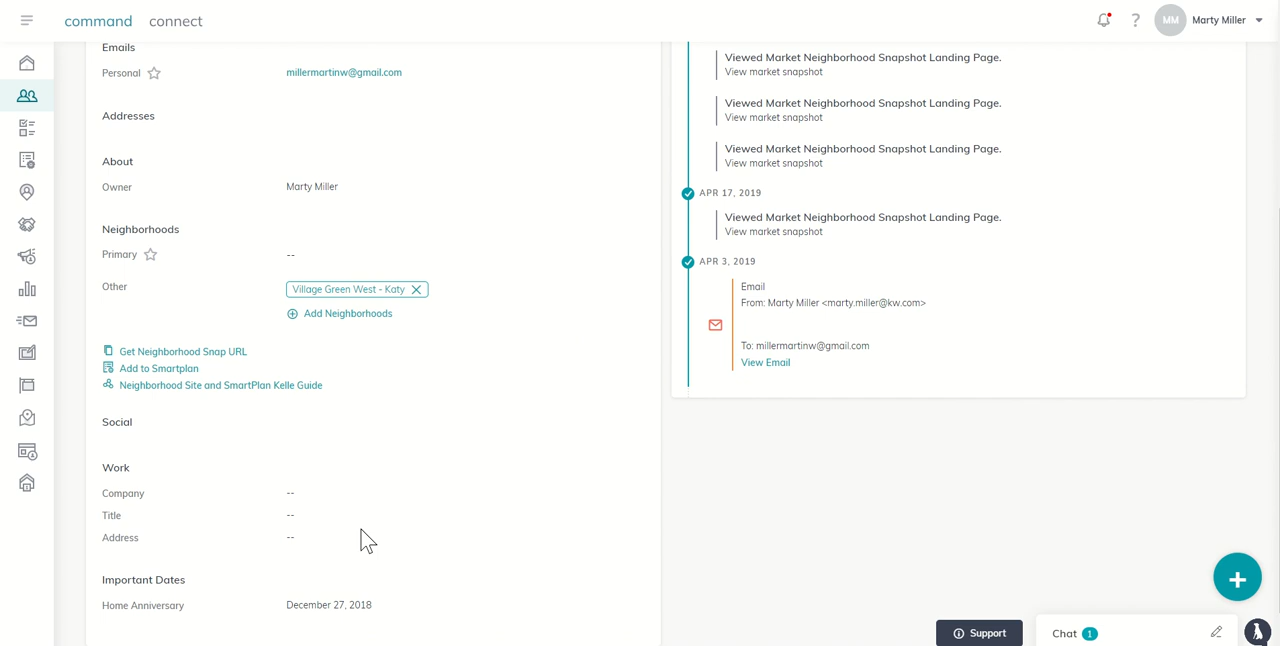 command connect
? MM Marty Miller
Emails
Personal millermartinw@gmail.com
Addresses
About
Owner Marty Miller
Neighborhoods
Primary --
Other Village Green West - Katy
Add Neighborhoods
Get Neighborhood Snap URL
Add to Smartplan
Neighborhood Site and SmartPlan Kelle Guide
Social
Work
Company --
Title --
Address --
Important Dates
Home Anniversary December 27, 2018
Viewed Market Neighborhood Snapshot Landing Page.
View market snapshot
Viewed Market Neighborhood Snapshot Landing Page.
View market snapshot
Viewed Market Neighborhood Snapshot Landing Page.
View market snapshot
APR 17, 2019
Viewed Market Neighborhood Snapshot Landing Page.
View market snapshot
APR 3, 2019
Email
From: Marty Miller <marty.miller@kw.com>
To: millermartinw@gmail.com
View Email
Support
Chat 1